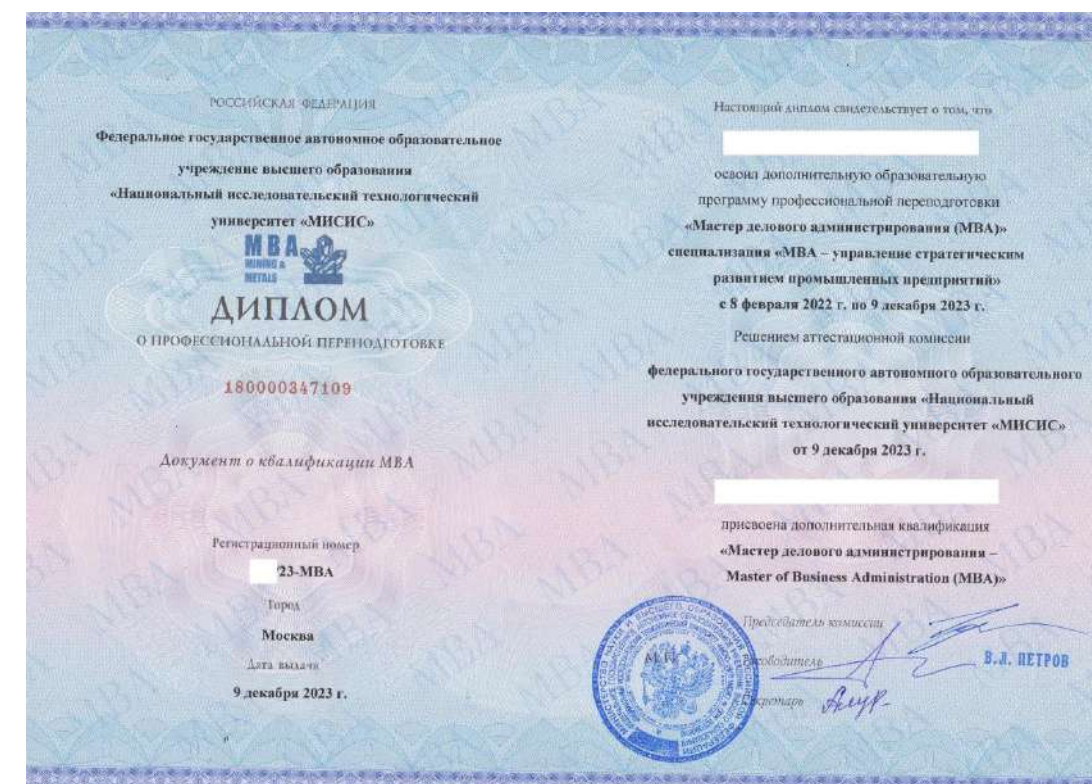 РОССИЙСКАЯ ФЕДЕРАЦИЯ
Федеральное государственное автономное образовательное
учреждение высшего образования
«Национальный исследовательский технологический
университет «МИСИС»
MBA
MINING &
METALS
ДИПЛОМ
О ПРОФЕССИОНАЛЬНОЙ ПЕРЕПОДГОТОВКЕ
180000347109
Документ о квалификации MBA
Регистрационный номер
23-MBA
Город
Москва
Дата выдачи
9 декабря 2023 г.
Настоящий диплом свидетельствует о том, что
освоил дополнительную образовательную
программу профессиональной переподготовки
«Мастер делового администрирования (MBA)»
специализация «MBA – управление стратегическим
развитием промышленных предприятий»
с 8 февраля 2022 г. по 9 декабря 2023 г.
Решением аттестационной комиссии
федерального государственного автономного образовательного
учреждения высшего образования «Национальный
исследовательский технологический университет «МИСИС»
от 9 декабря 2023 г.
присвоена дополнительная квалификация
«Мастер делового администрирования –
Master of Business Administration (MBA)»
Председатель комиссии
М.П.
Руководитель
В.Л. ПЕТРОВ
Секретарь